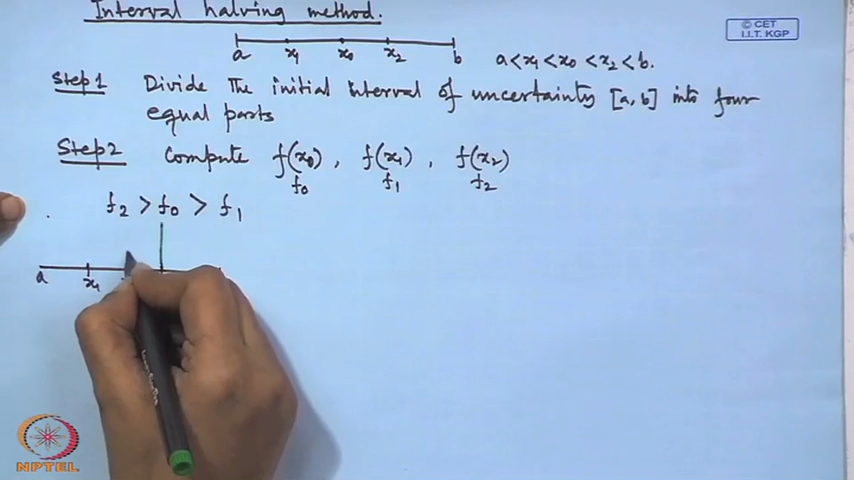 Interval halving method.
© CET
I.I.T. KGP
a x₁ x₀ x₂ b
a < x₁ < x₀ < x₂ < b.
Step 1 Divide The initial interval of uncertainty [a, b] into four
equal parts
Step 2 Compute f(x₀), f(x₁), f(x₂)
f₀ f₁ f₂
f₂ > f₀ > f₁
a x₁
NPTEL